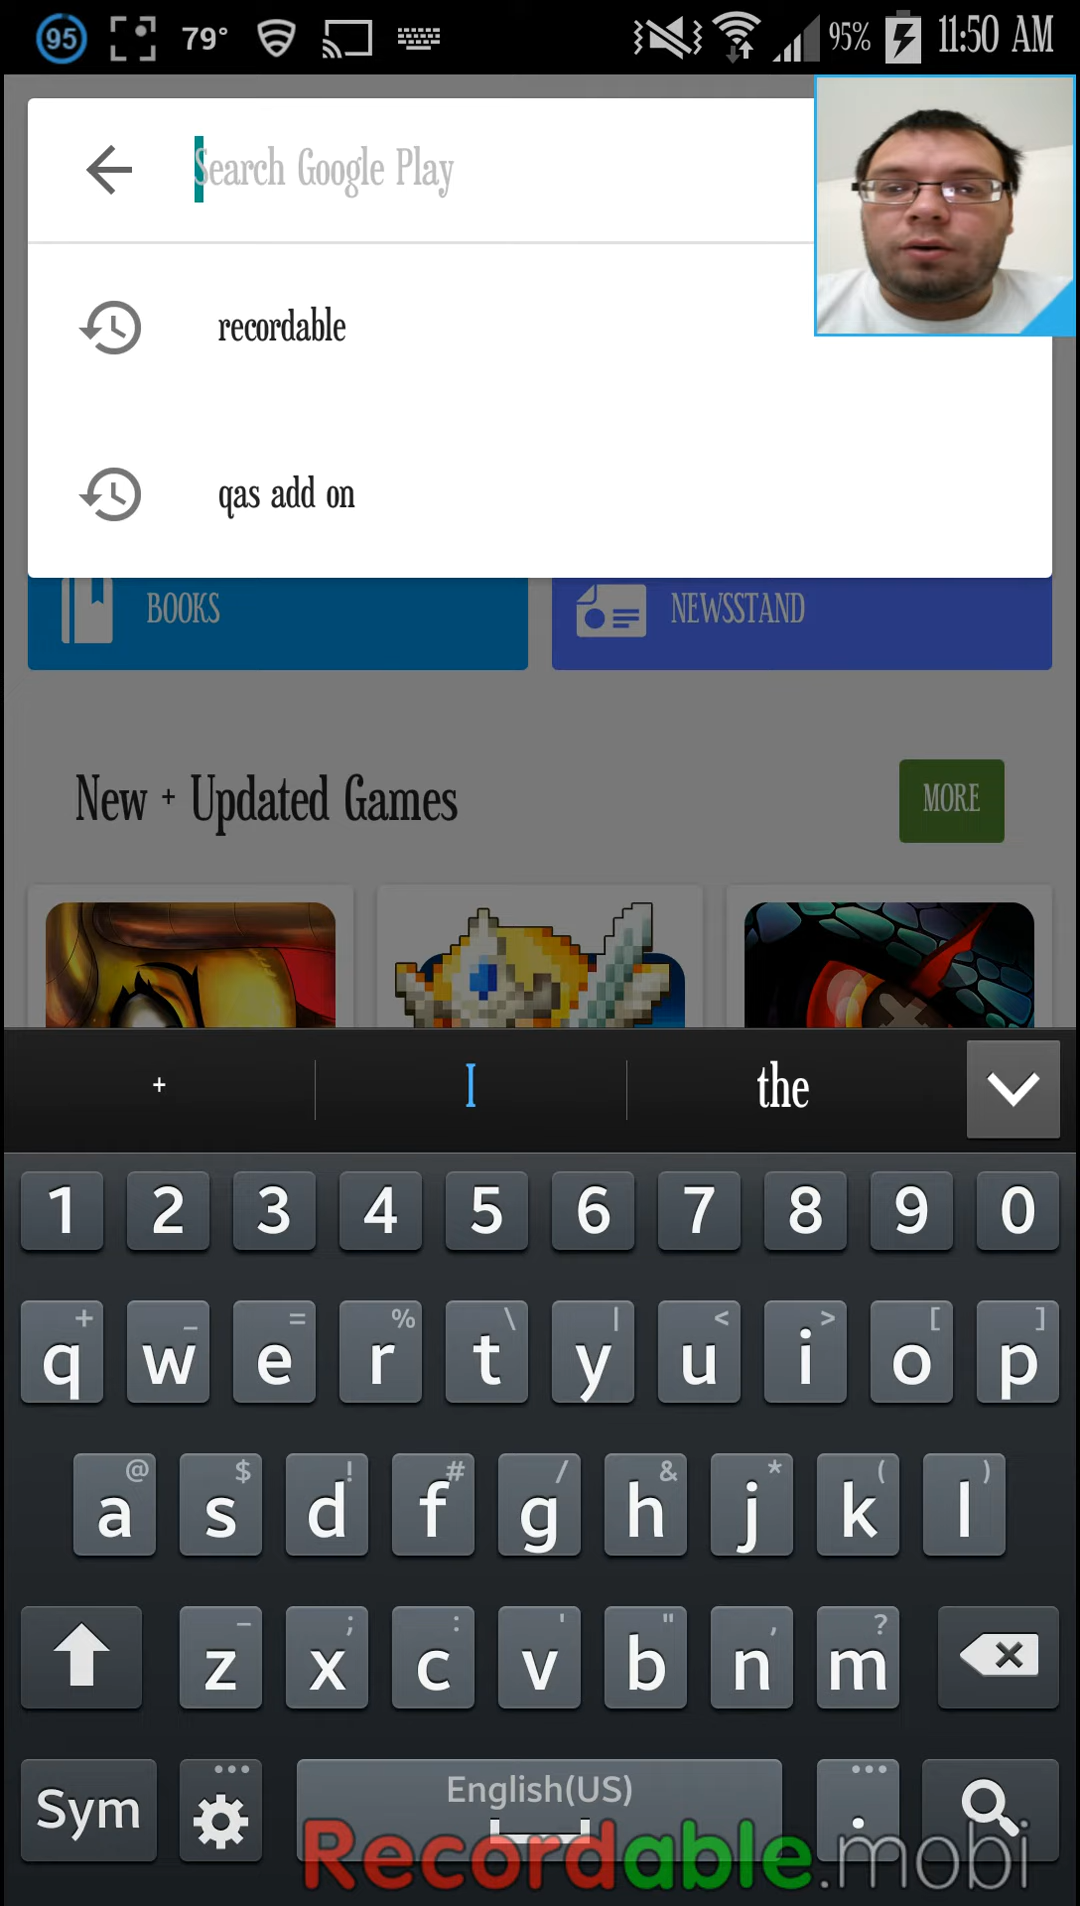 95 79° 95% 11:50 AM
Search Google Play
recordable
qas add on
BOOKS NEWSSTAND
New + Updated Games MORE
+ I the
1 2 3 4 5 6 7 8 9 0
+ _ = % \ | < > [ ]
q w e r t y u i o p
@ $ ! # / & * ( )
a s d f g h j k l
- ; : ' " , ?
z x c v b n m
Sym English(US) .
Recordable.mobi